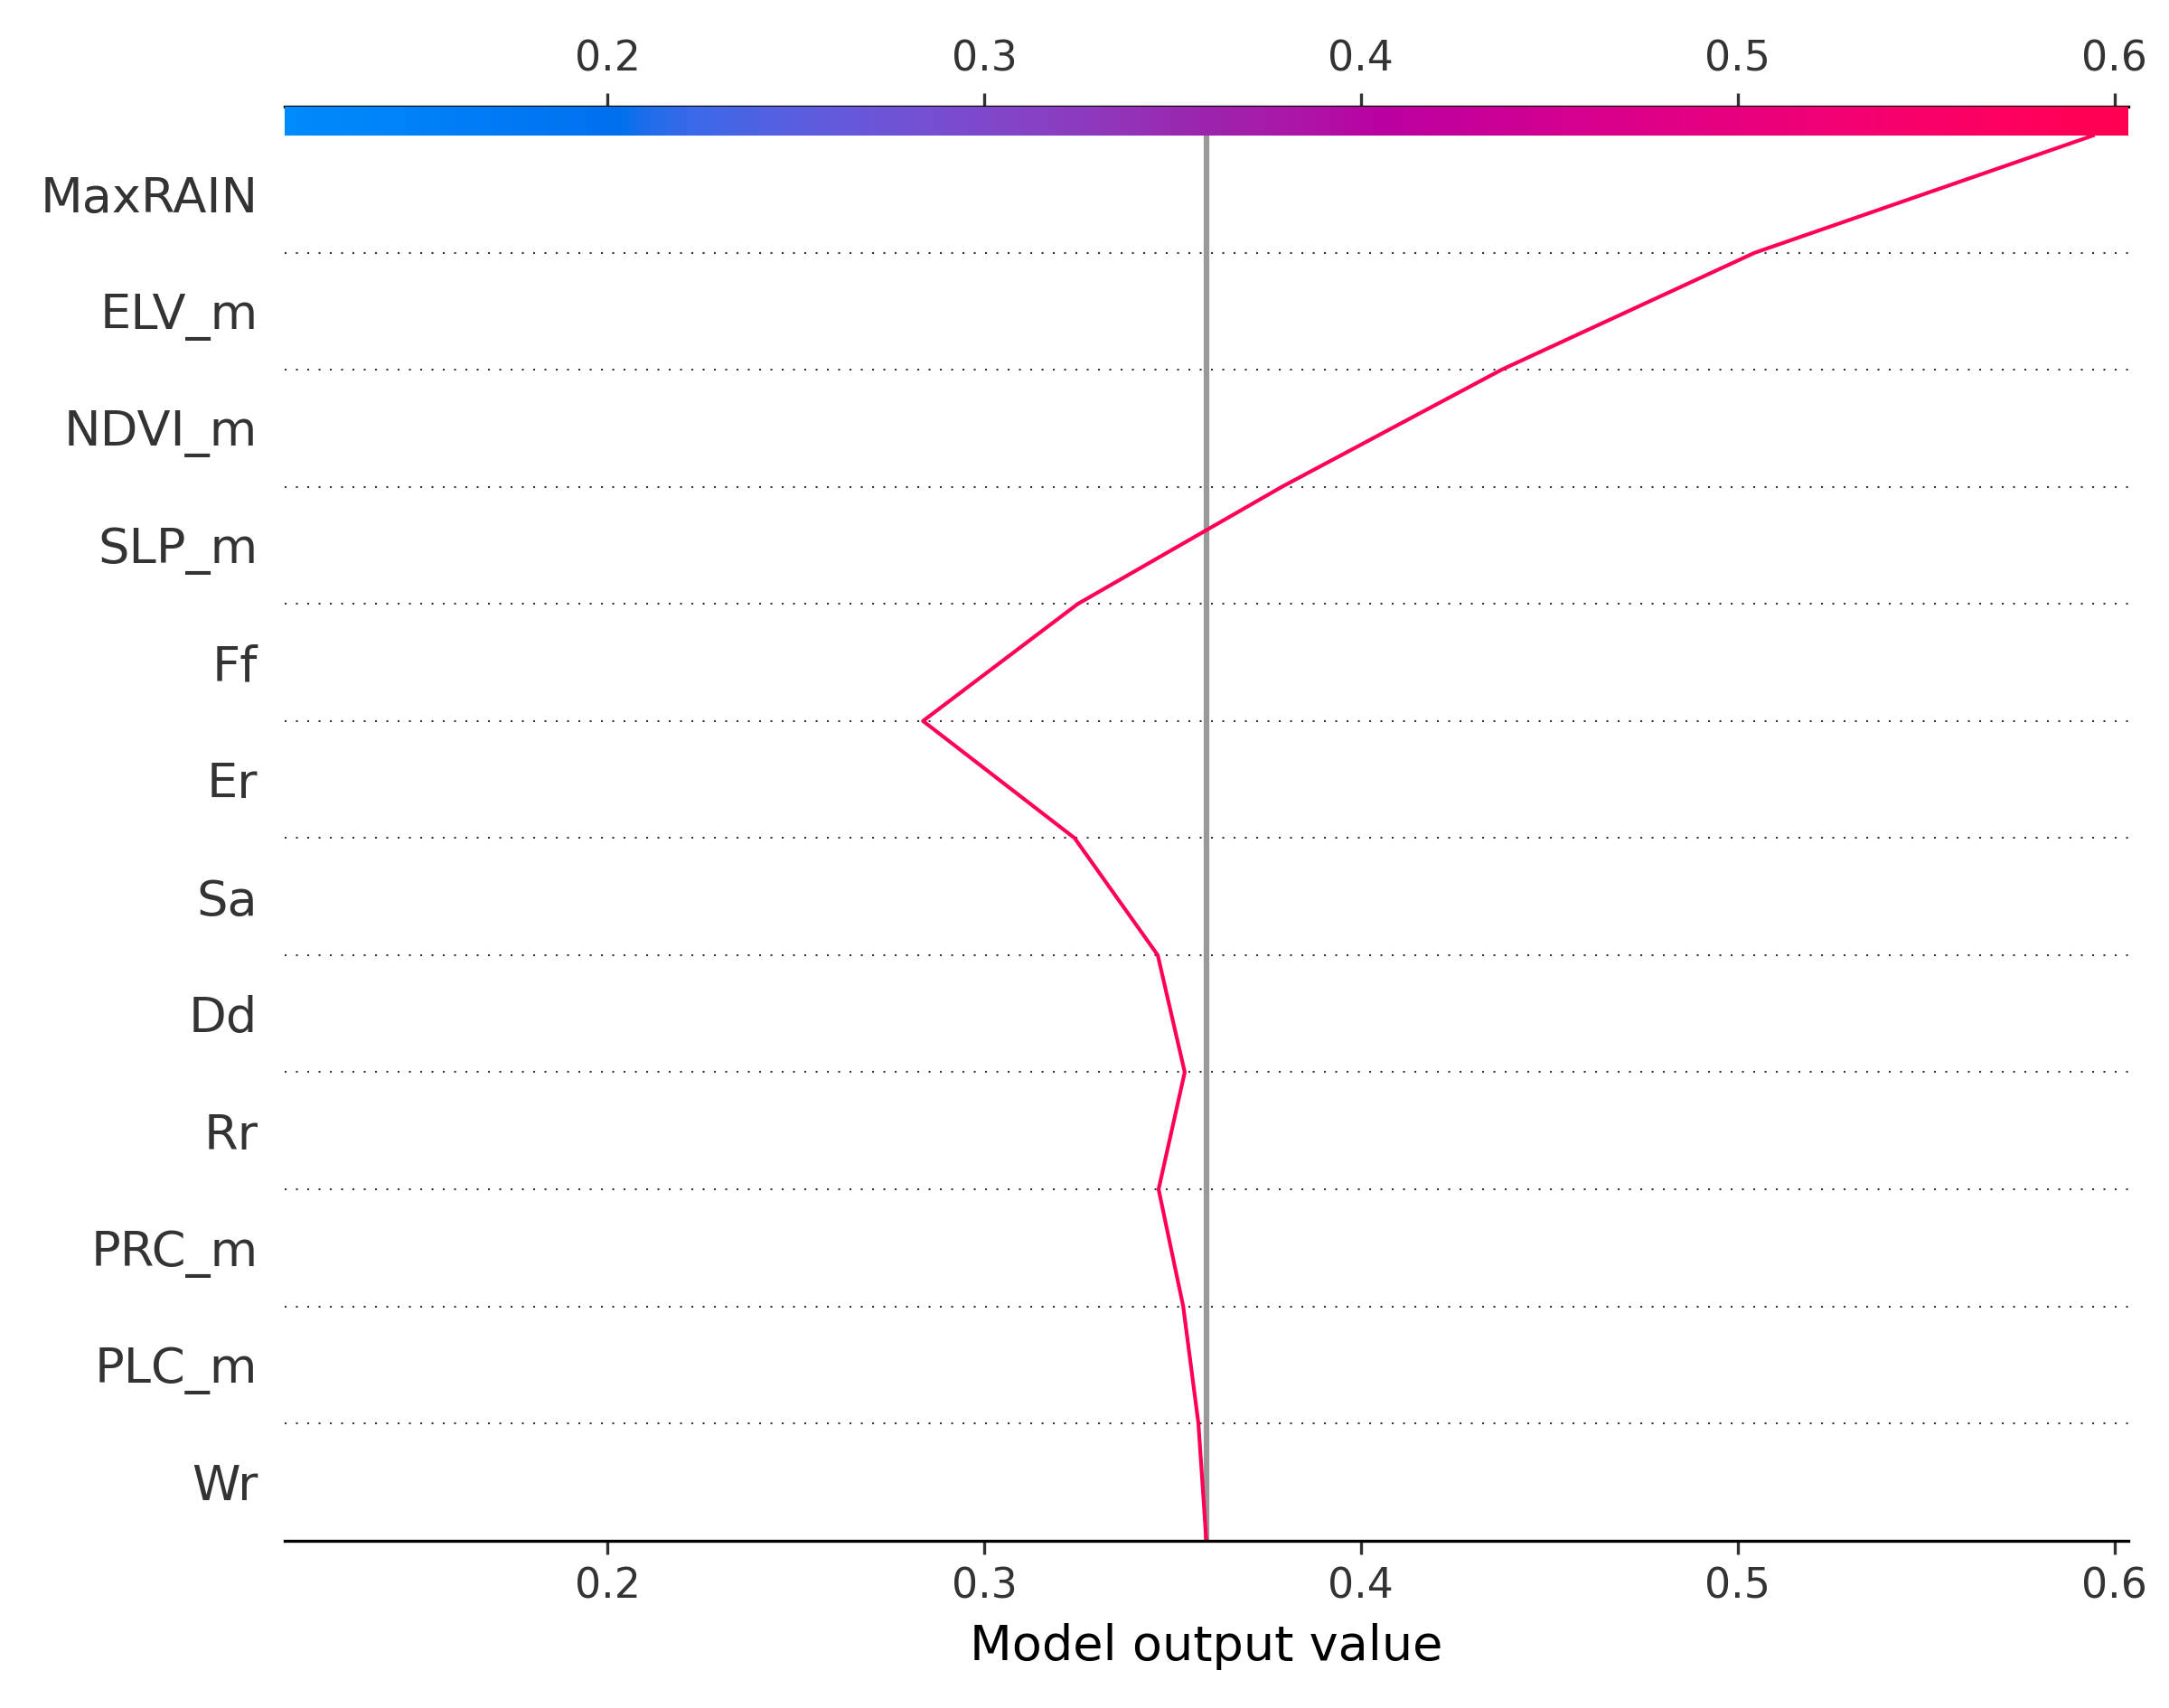 0.2 0.3 0.4 0.5 0.6
MaxRAIN
ELV_m
NDVI_m
SLP_m
Ff
Er
Sa
Dd
Rr
PRC_m
PLC_m
Wr
0.2 0.3 0.4 0.5 0.6
Model output value